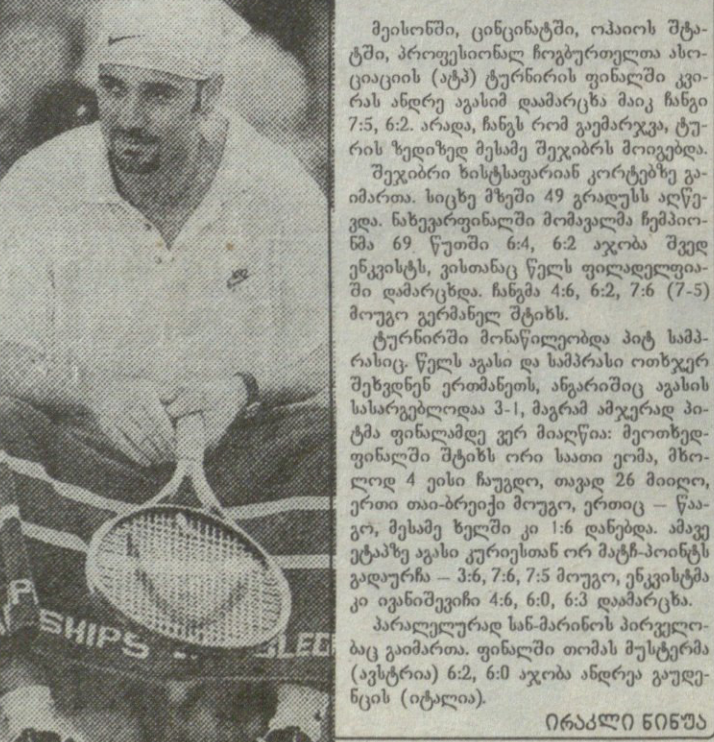 მეისონში, ცინცინატში, ოჰაიოს შტა-
ტში, პროფესიონალ ჩოგბურთელთა ასო-
ციაციის (ატპ) ტურნირის ფინალში კვი-
რას ანდრე აგასიმ დაამარცხა მაიკ ჩანგი
7:5, 6:2. არადა, ჩანგს რომ გაემარჯვა, ტუ-
რის ზედიზედ მესამე შეჯიბრს მოიგებდა.
შეჯიბრი ხისტსაფარიან კორტებზე გა-
იმართა. სიცხე მზეში 49 გრადუსს აღწე-
ვდა. ნახევარფინალში მომავალმა ჩემპიო-
ნმა 69 წუთში 6:4, 6:2 აჯობა შვედ
ენკვისტს, ვისთანაც წელს ფილადელფია-
ში დამარცხდა. ჩანგმა 4:6, 6:2, 7:6 (7-5)
მოუგო გერმანელ შტიხს.
ტურნირში მონაწილეობდა პიტ სამპ-
რასიც. წელს აგასი და სამპრასი ოთხჯერ
შეხვდნენ ერთმანეთს, ანგარიშიც აგასის
სასარგებლოდაა 3-1, მაგრამ ამჯერად პი-
ტმა ფინალამდე ვერ მიაღწია: მეოთხედ-
ფინალში შტიხს ორი საათი ეომა, მხო-
ლოდ 4 ეისი ჩაუგდო, თავად 26 მიიღო,
ერთი თაი-ბრეიქი მოუგო, ერთიც – წაა-
გო, მესამე ხელში კი 1:6 დანებდა. ამავე
ეტაპზე აგასი კურიესთან ორ მატჩ-პოინტს
გადაურჩა – 3:6, 7:6, 7:5 მოუგო, ენკვისტმა
კი ივანიშევიჩი 4:6, 6:0, 6:3 დაამარცხა.
პარალელურად სან-მარინოს პირველო-
ბაც გაიმართა. ფინალში თომას მუსტერმა
(ავსტრია) 6:2, 6:0 აჯობა ანდრეა გაუდე-
ნცის (იტალია).
ირაკლი ნინუა
P
SHIPS